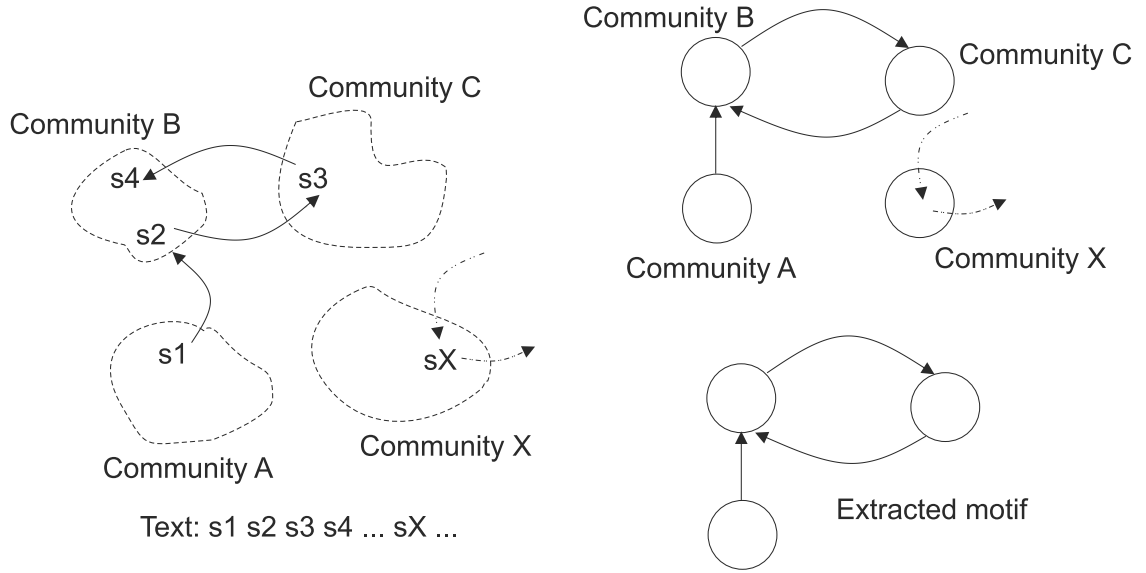 Community B
Community C
s4
s3
s2
s1
sX
Community A
Community X
Text: s1 s2 s3 s4 ... sX ...
Community B
Community C
Community A
Community X
Extracted motif